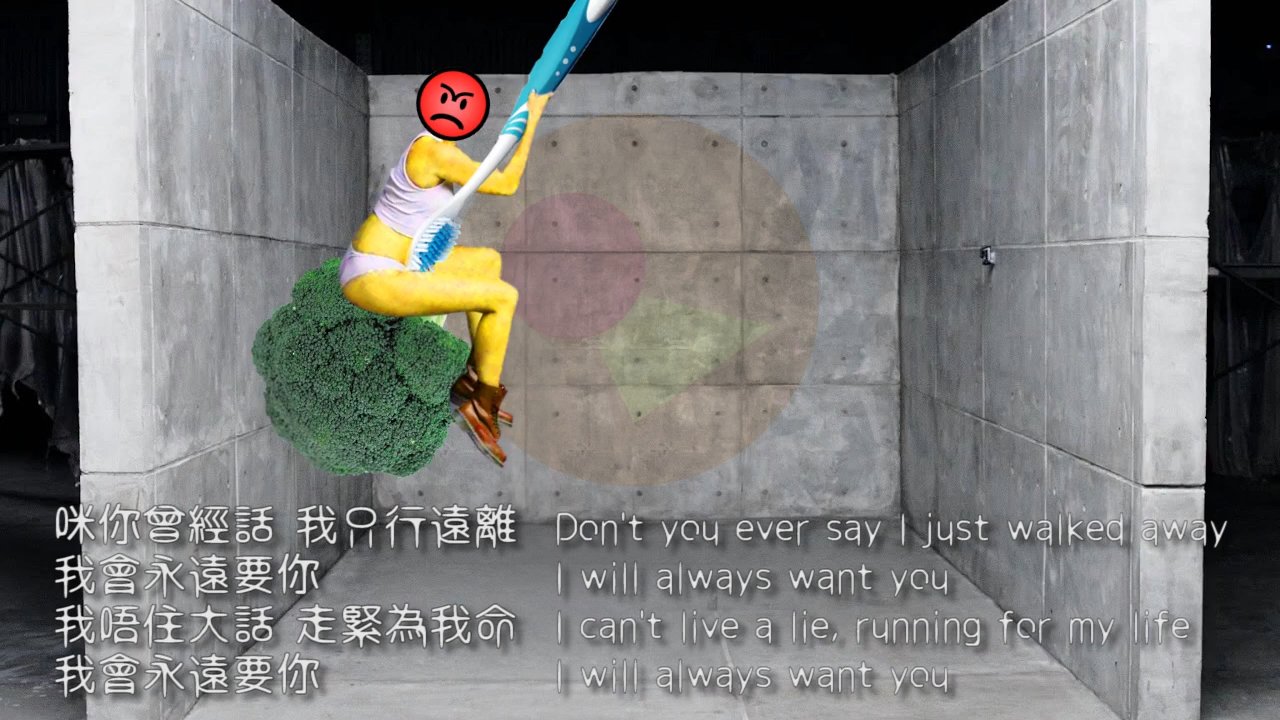 咪你曾經話 我只行遠離 Don't you ever say I just walked away
我會永遠要你 I will always want you
我唔住大話 走緊為我命 I can't live a lie, running for my life
我會永遠要你 I will always want you